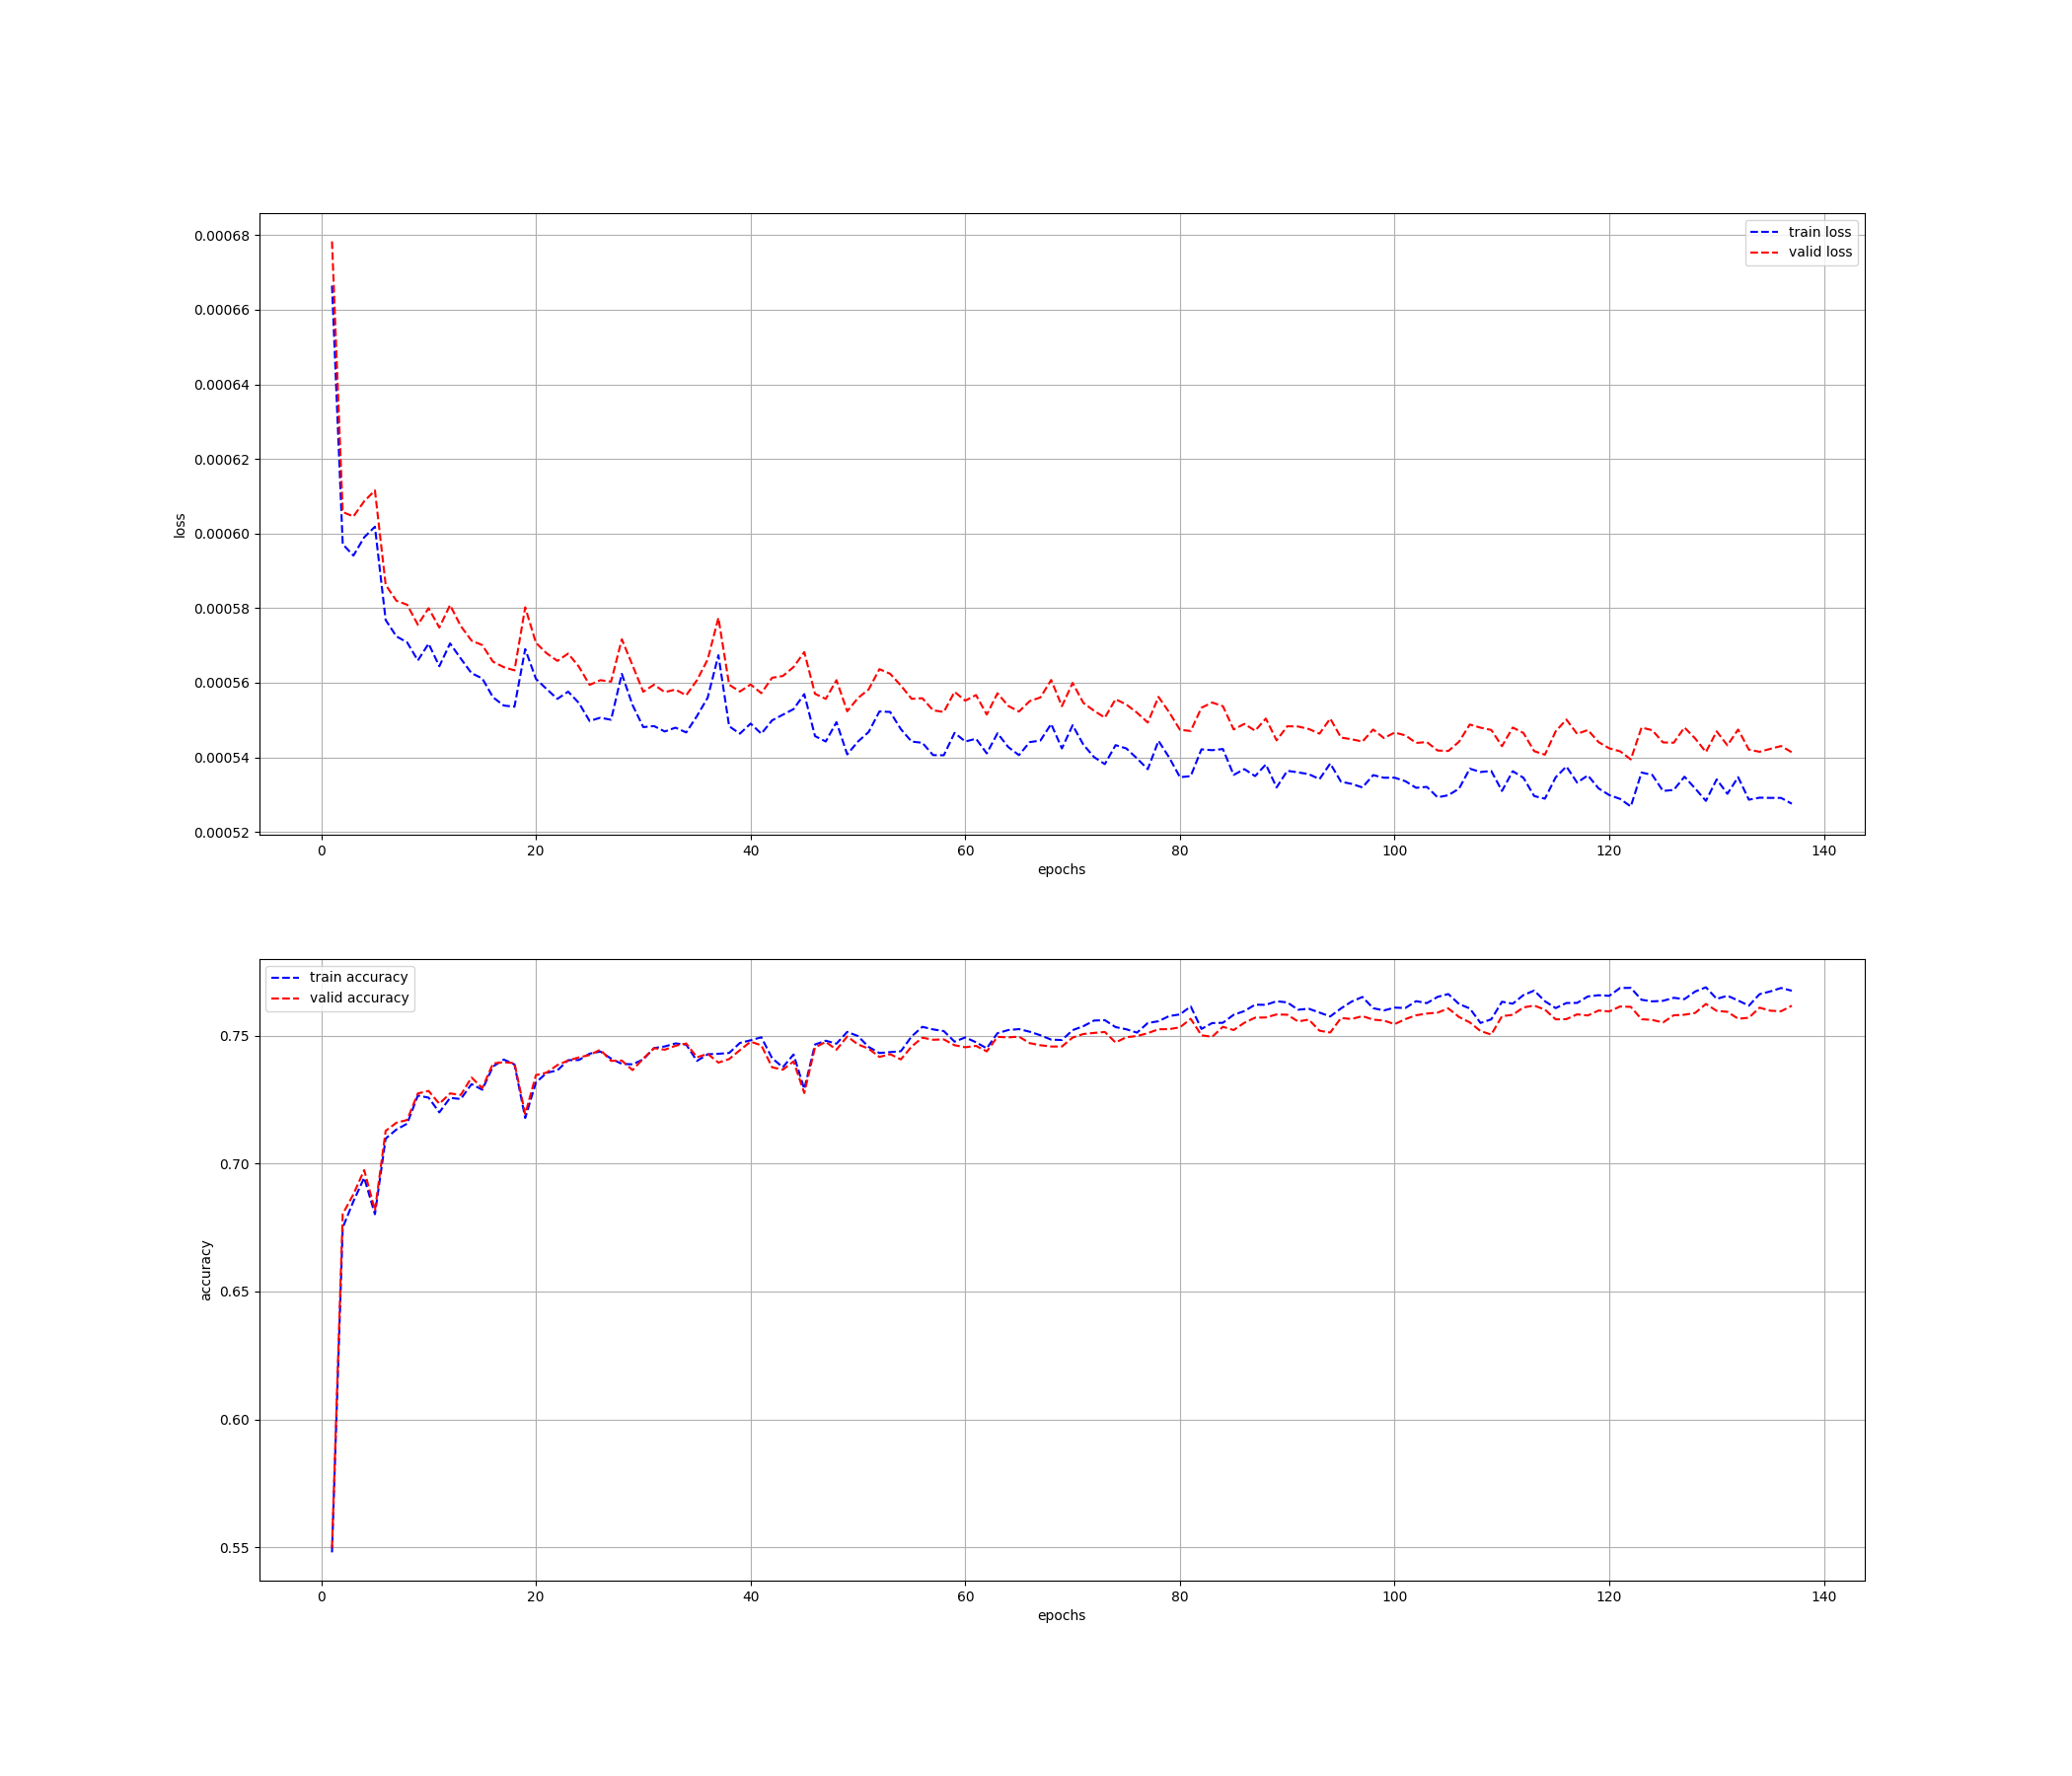 0.00068
0.00066
0.00064
0.00062
0.00060
0.00058
0.00056
0.00054
0.00052
loss
train loss
valid loss
0 20 40 60 80 100 120 140
epochs
train accuracy
valid accuracy
0.75
0.70
0.65
0.60
0.55
accuracy
0 20 40 60 80 100 120 140
epochs